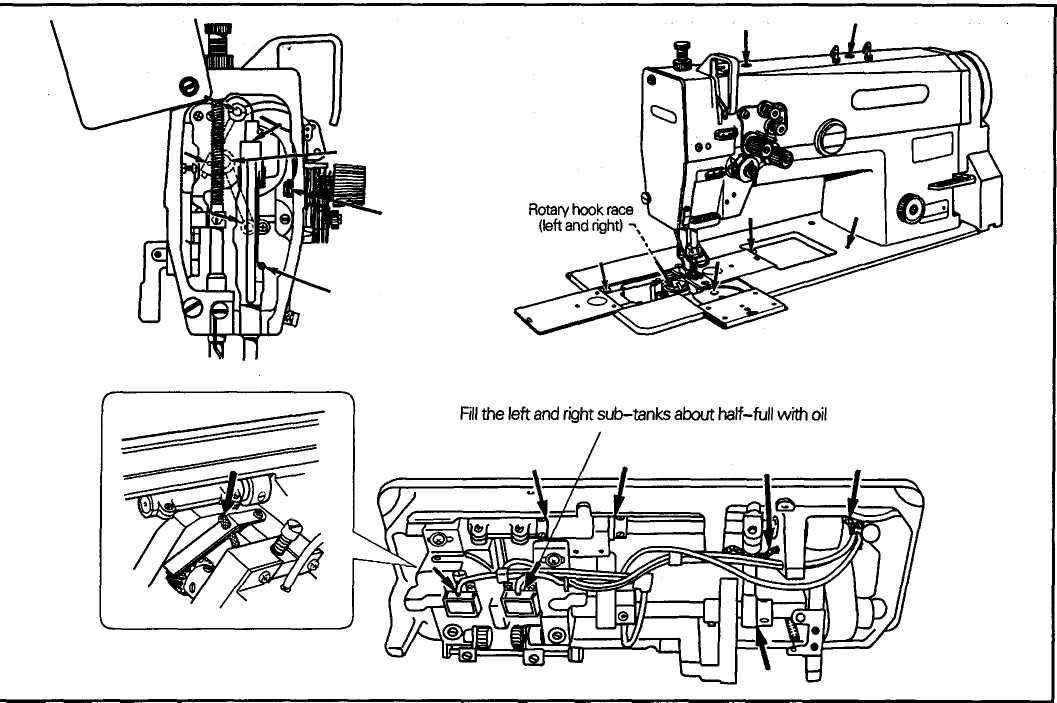 Rotary hook race
(left and right)
Fill the left and right sub-tanks about half-full with oil